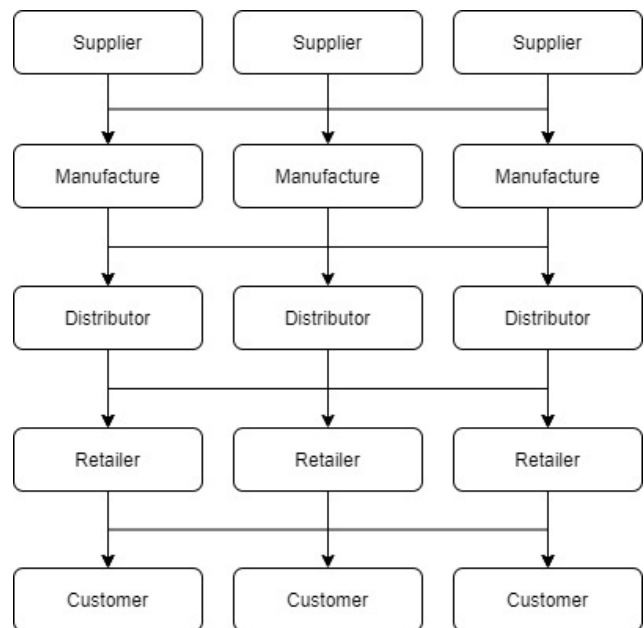 Supplier Supplier Supplier
Manufacture Manufacture Manufacture
Distributor Distributor Distributor
Retailer Retailer Retailer
Customer Customer Customer